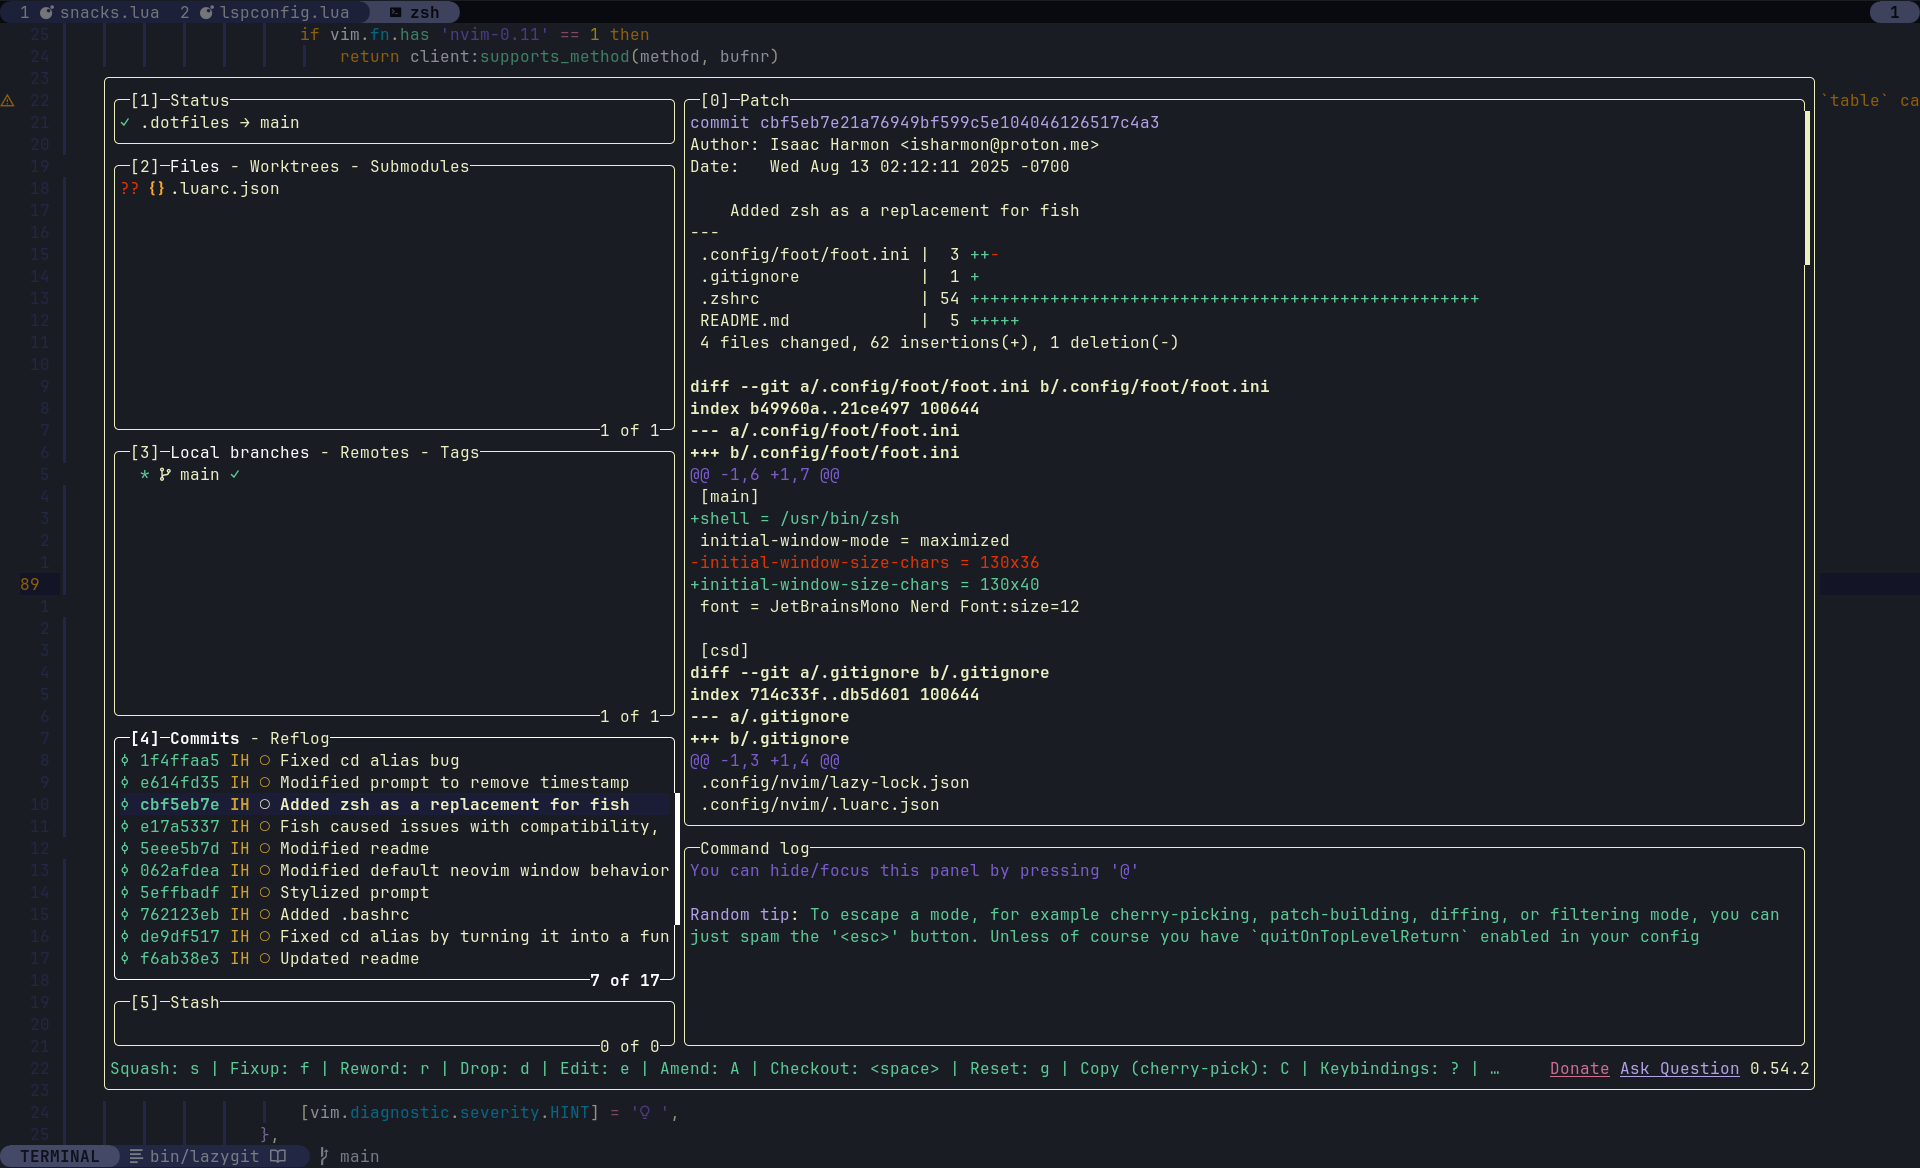 1 snacks.lua 2 lspconfig.lua zsh 1
25 if vim.fn.has 'nvim-0.11' == 1 then
24 return client:supports_method(method, bufnr)
23
22 `table` ca
21
20
19
18
17
16
15
14
13
12
11
10
9
8
7
6
5
4
3
2
1
89
1
2
3
4
5
6
7
8
9
10
11
12
13
14
15
16
17
18
19
20
21
22
23
[1]─Status
✓ .dotfiles → main
[2]─Files - Worktrees - Submodules
?? {} .luarc.json
1 of 1
[3]─Local branches - Remotes - Tags
* main ✓
1 of 1
[4]─Commits - Reflog
1f4ffaa5 IH ○ Fixed cd alias bug
e614fd35 IH ○ Modified prompt to remove timestamp
cbf5eb7e IH ○ Added zsh as a replacement for fish
e17a5337 IH ○ Fish caused issues with compatibility,
5eee5b7d IH ○ Modified readme
062afdea IH ○ Modified default neovim window behavior
5effbadf IH ○ Stylized prompt
762123eb IH ○ Added .bashrc
de9df517 IH ○ Fixed cd alias by turning it into a fun
f6ab38e3 IH ○ Updated readme
7 of 17
[5]─Stash
0 of 0
[0]─Patch
commit cbf5eb7e21a76949bf599c5e104046126517c4a3
Author: Isaac Harmon <isharmon@proton.me>
Date:   Wed Aug 13 02:12:11 2025 -0700
Added zsh as a replacement for fish
---
.config/foot/foot.ini |  3 ++-
.gitignore            |  1 +
.zshrc                | 54 +++++++++++++++++++++++++++++++++++++++++++++++++++
README.md             |  5 +++++
4 files changed, 62 insertions(+), 1 deletion(-)
diff --git a/.config/foot/foot.ini b/.config/foot/foot.ini
index b49960a..21ce497 100644
--- a/.config/foot/foot.ini
+++ b/.config/foot/foot.ini
@@ -1,6 +1,7 @@
[main]
+shell = /usr/bin/zsh
initial-window-mode = maximized
-initial-window-size-chars = 130x36
+initial-window-size-chars = 130x40
font = JetBrainsMono Nerd Font:size=12
[csd]
diff --git a/.gitignore b/.gitignore
index 714c33f..db5d601 100644
--- a/.gitignore
+++ b/.gitignore
@@ -1,3 +1,4 @@
.config/nvim/lazy-lock.json
.config/nvim/.luarc.json
Command log
You can hide/focus this panel by pressing '@'
Random tip: To escape a mode, for example cherry-picking, patch-building, diffing, or filtering mode, you can
just spam the '<esc>' button. Unless of course you have `quitOnTopLevelReturn` enabled in your config
Squash: s | Fixup: f | Reword: r | Drop: d | Edit: e | Amend: A | Checkout: <space> | Reset: g | Copy (cherry-pick): C | Keybindings: ? | … Donate Ask Question 0.54.2
24 [vim.diagnostic.severity.HINT] = ' ',
25 },
TERMINAL bin/lazygit main